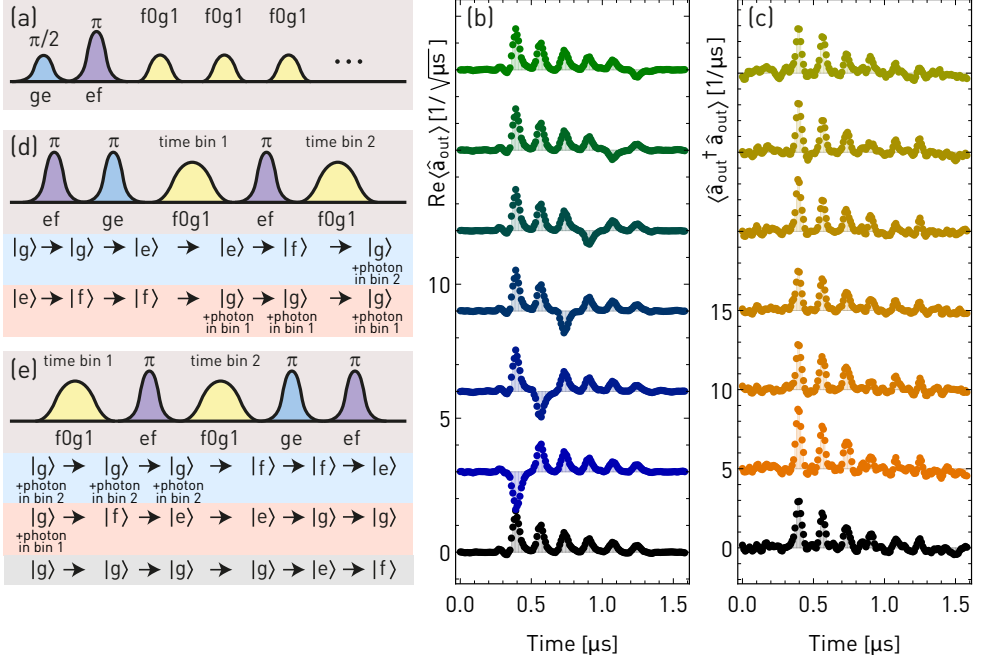 (a)
π/2 π f0g1 f0g1 f0g1 ...
ge ef
(d)
π π time bin 1 π time bin 2
ef ge f0g1 ef f0g1
|g⟩ → |g⟩ → |e⟩ → |e⟩ → |f⟩ → |g⟩
+photon
in bin 2
|e⟩ → |f⟩ → |f⟩ → |g⟩ → |g⟩ → |g⟩
+photon +photon +photon
in bin 1 in bin 1 in bin 1
(e)
time bin 1 π time bin 2 π π
f0g1 ef f0g1 ge ef
|g⟩ → |g⟩ → |g⟩ → |f⟩ → |f⟩ → |e⟩
+photon +photon +photon
in bin 2 in bin 2 in bin 2
|g⟩ → |f⟩ → |e⟩ → |e⟩ → |g⟩ → |g⟩
+photon
in bin 1
|g⟩ → |g⟩ → |g⟩ → |g⟩ → |e⟩ → |f⟩
(b)
Re⟨âout⟩ [1/√μs]
10
5
0
0.0 0.5 1.0 1.5
Time [μs]
(c)
⟨âout† âout⟩ [1/μs]
15
10
5
0
0.0 0.5 1.0 1.5
Time [μs]